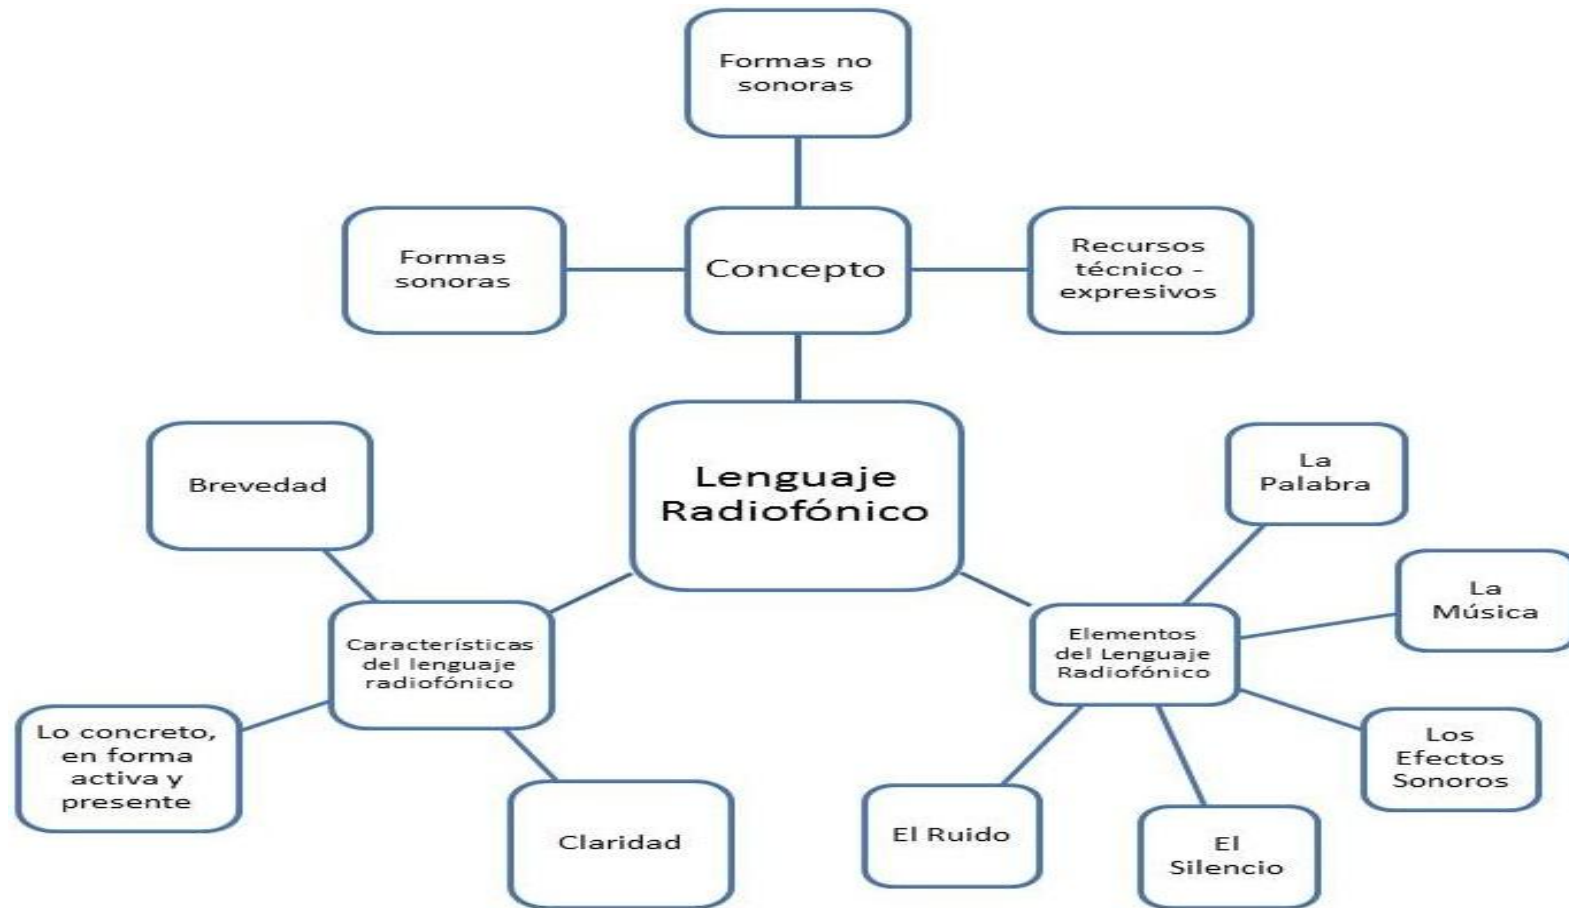 Formas no
sonoras
Formas
sonoras
Concepto
Recursos
técnico -
expresivos
Lenguaje
Radiofónico
Brevedad
Características
del lenguaje
radiofónico
Lo concreto,
en forma
activa y
presente
Claridad
La
Palabra
La
Música
Elementos
del Lenguaje
Radiofónico
Los
Efectos
Sonoros
El Ruido
El
Silencio